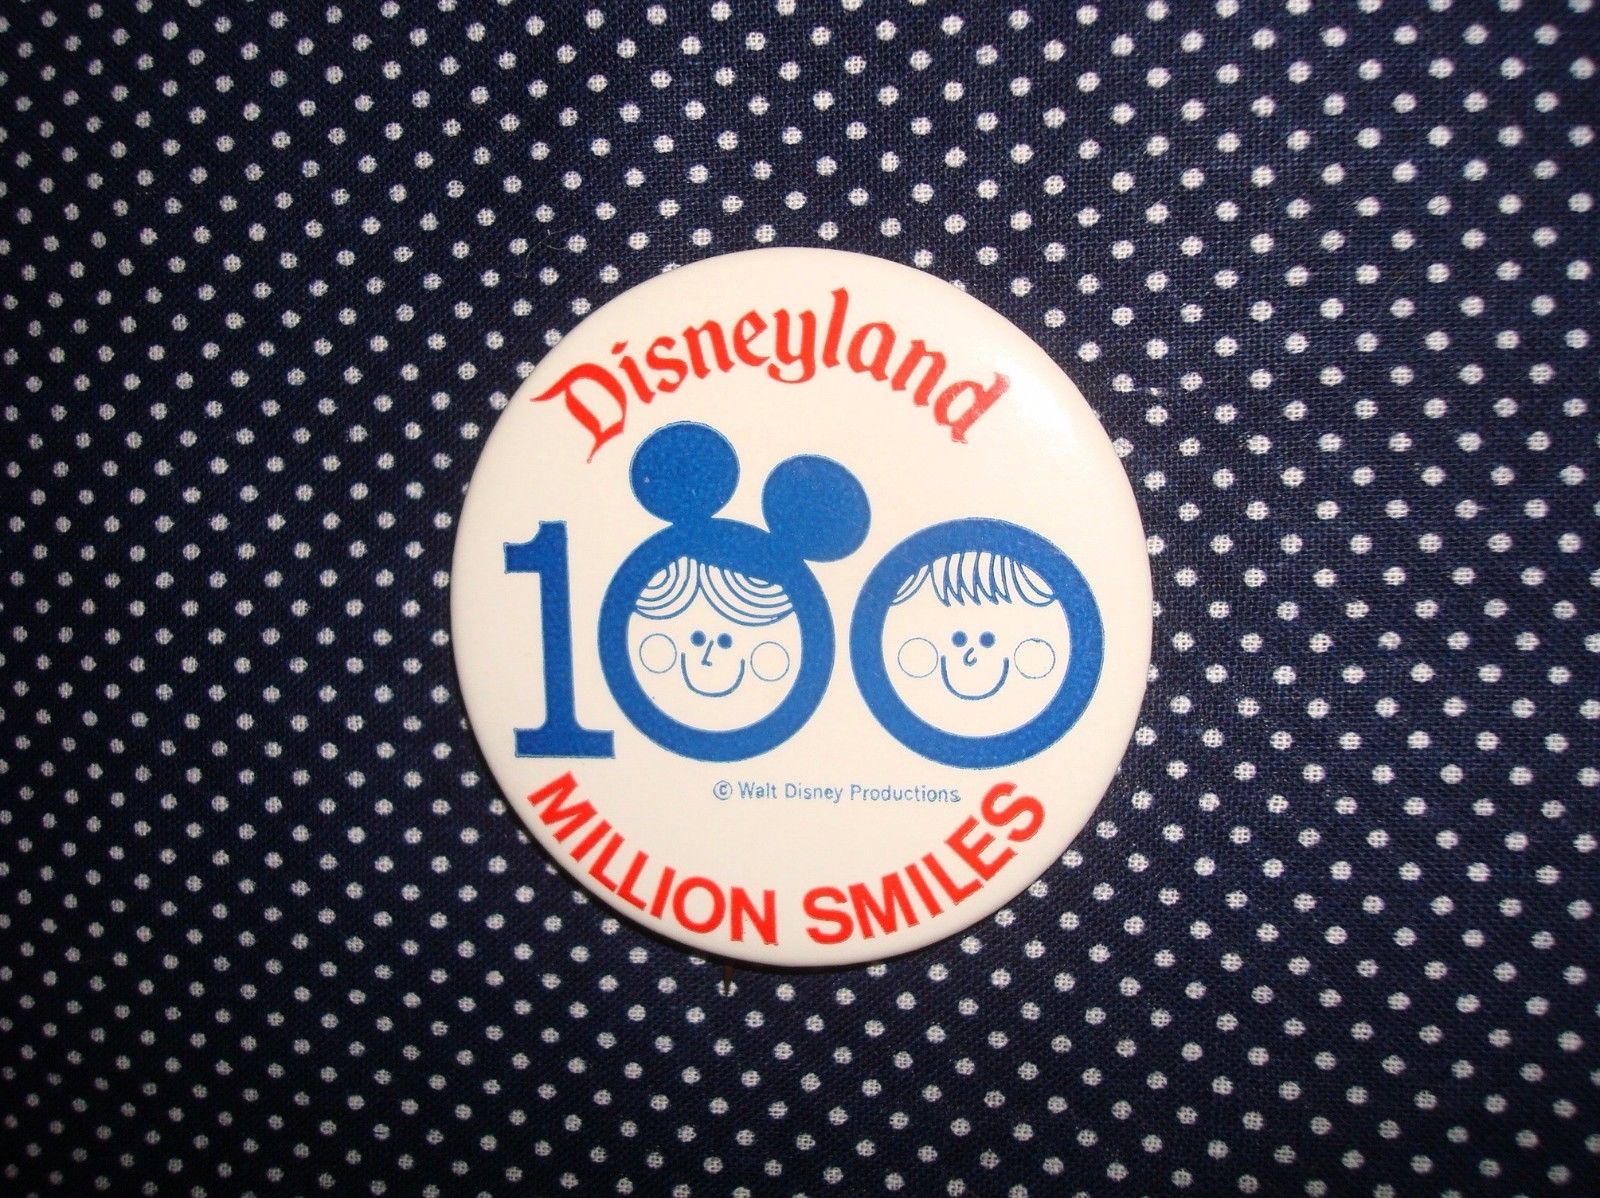 Disneyland
100
© Walt Disney Productions
MILLION SMILES